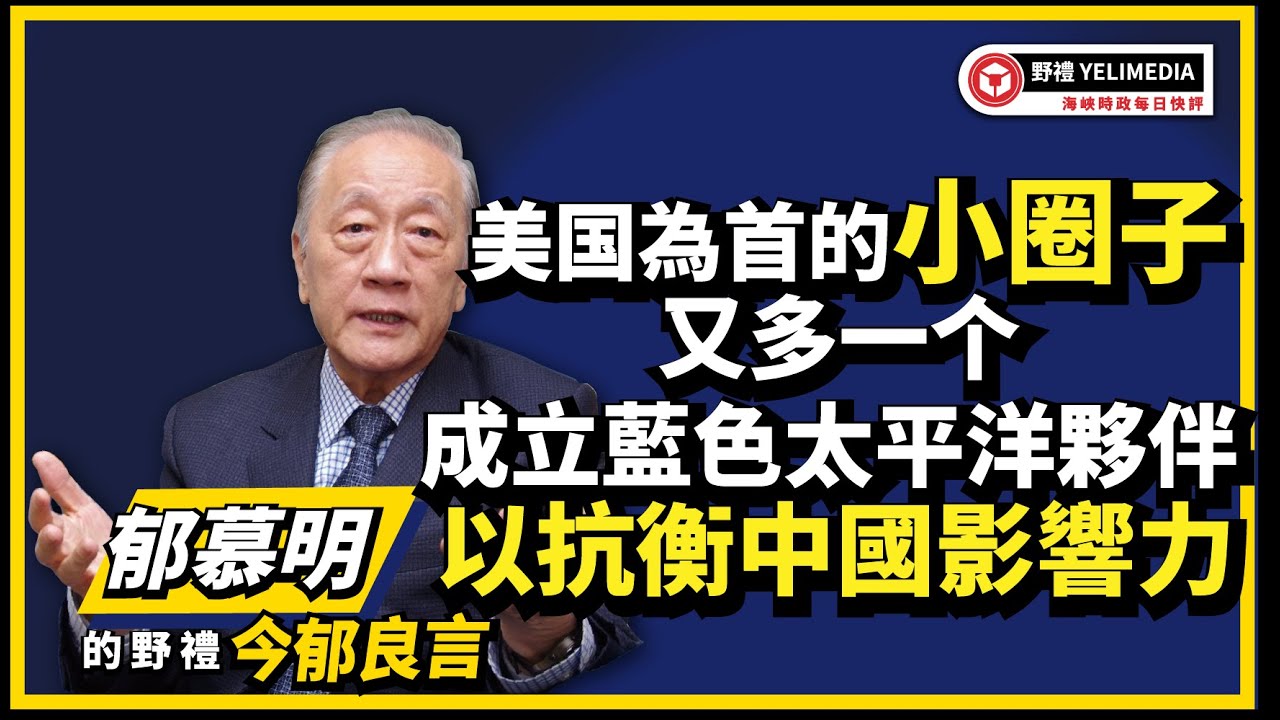 野禮 YELIMEDIA
海峽時政每日快評
美国為首的小圈子
又多一个
成立藍色太平洋夥伴
以抗衡中國影響力
郁慕明
的野禮 今郁良言